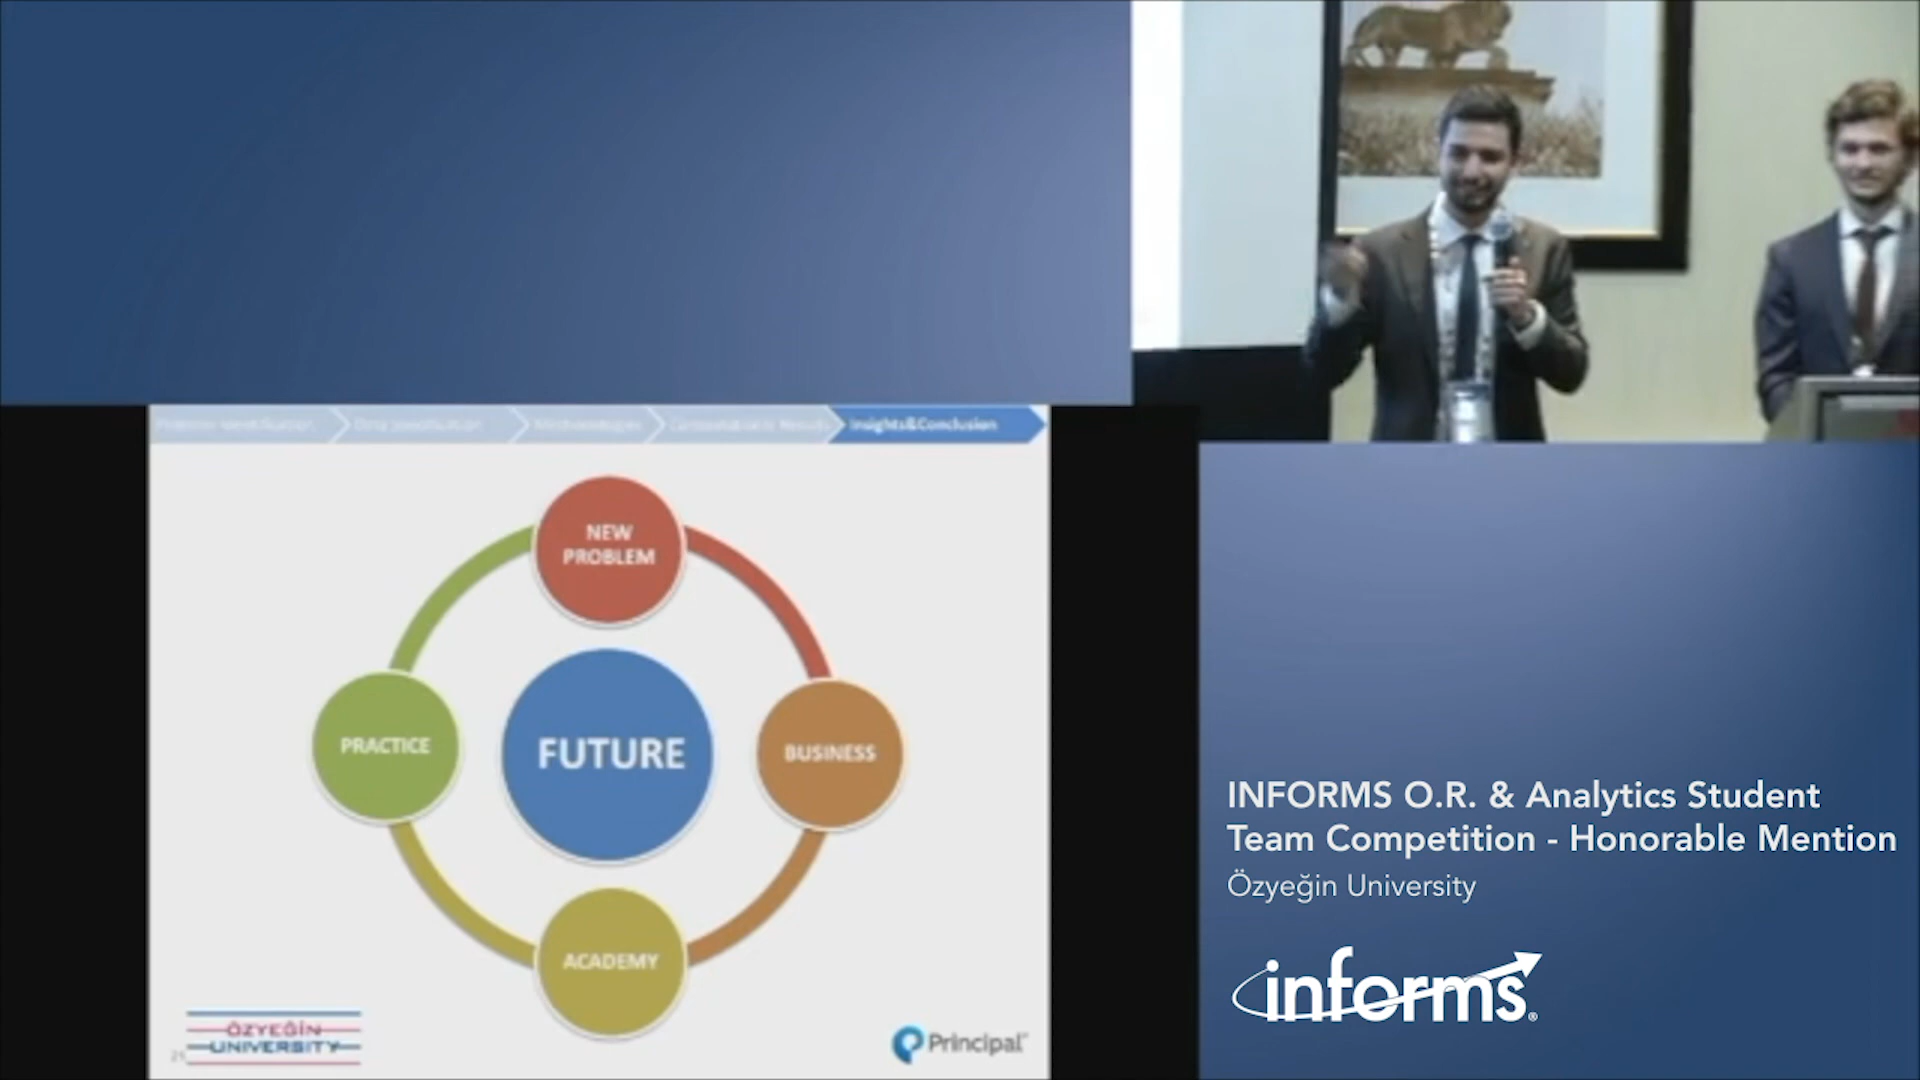 Insights&Conclusion
NEW
PROBLEM
PRACTICE
FUTURE
BUSINESS
ACADEMY
ÖZYEĞİN
UNIVERSITY
Principal
INFORMS O.R. & Analytics Student
Team Competition - Honorable Mention
Özyeğin University
informs